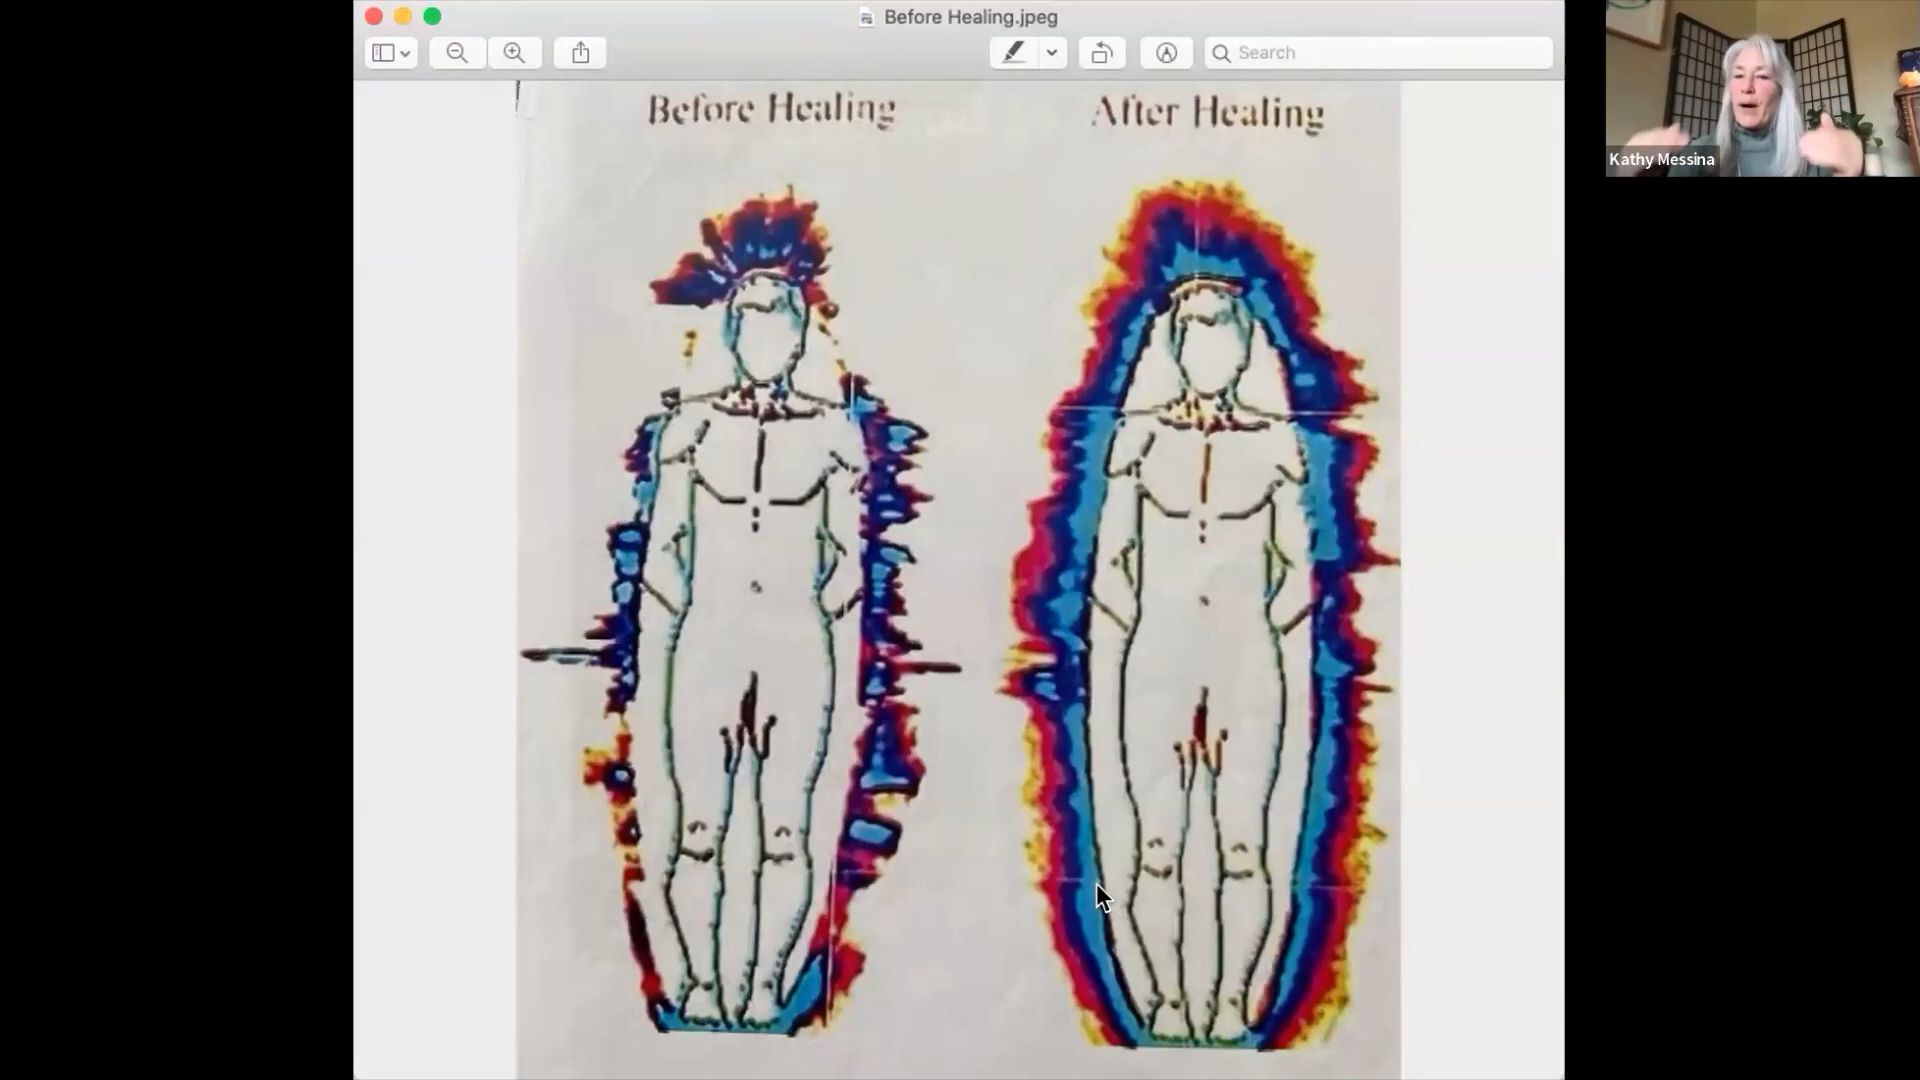 Before Healing.jpeg
Search
Before Healing
After Healing
Kathy Messina